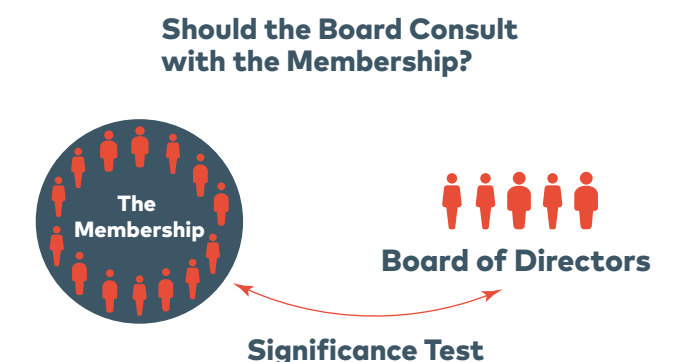 Should the Board Consult
with the Membership?
The
Membership
Board of Directors
Significance Test